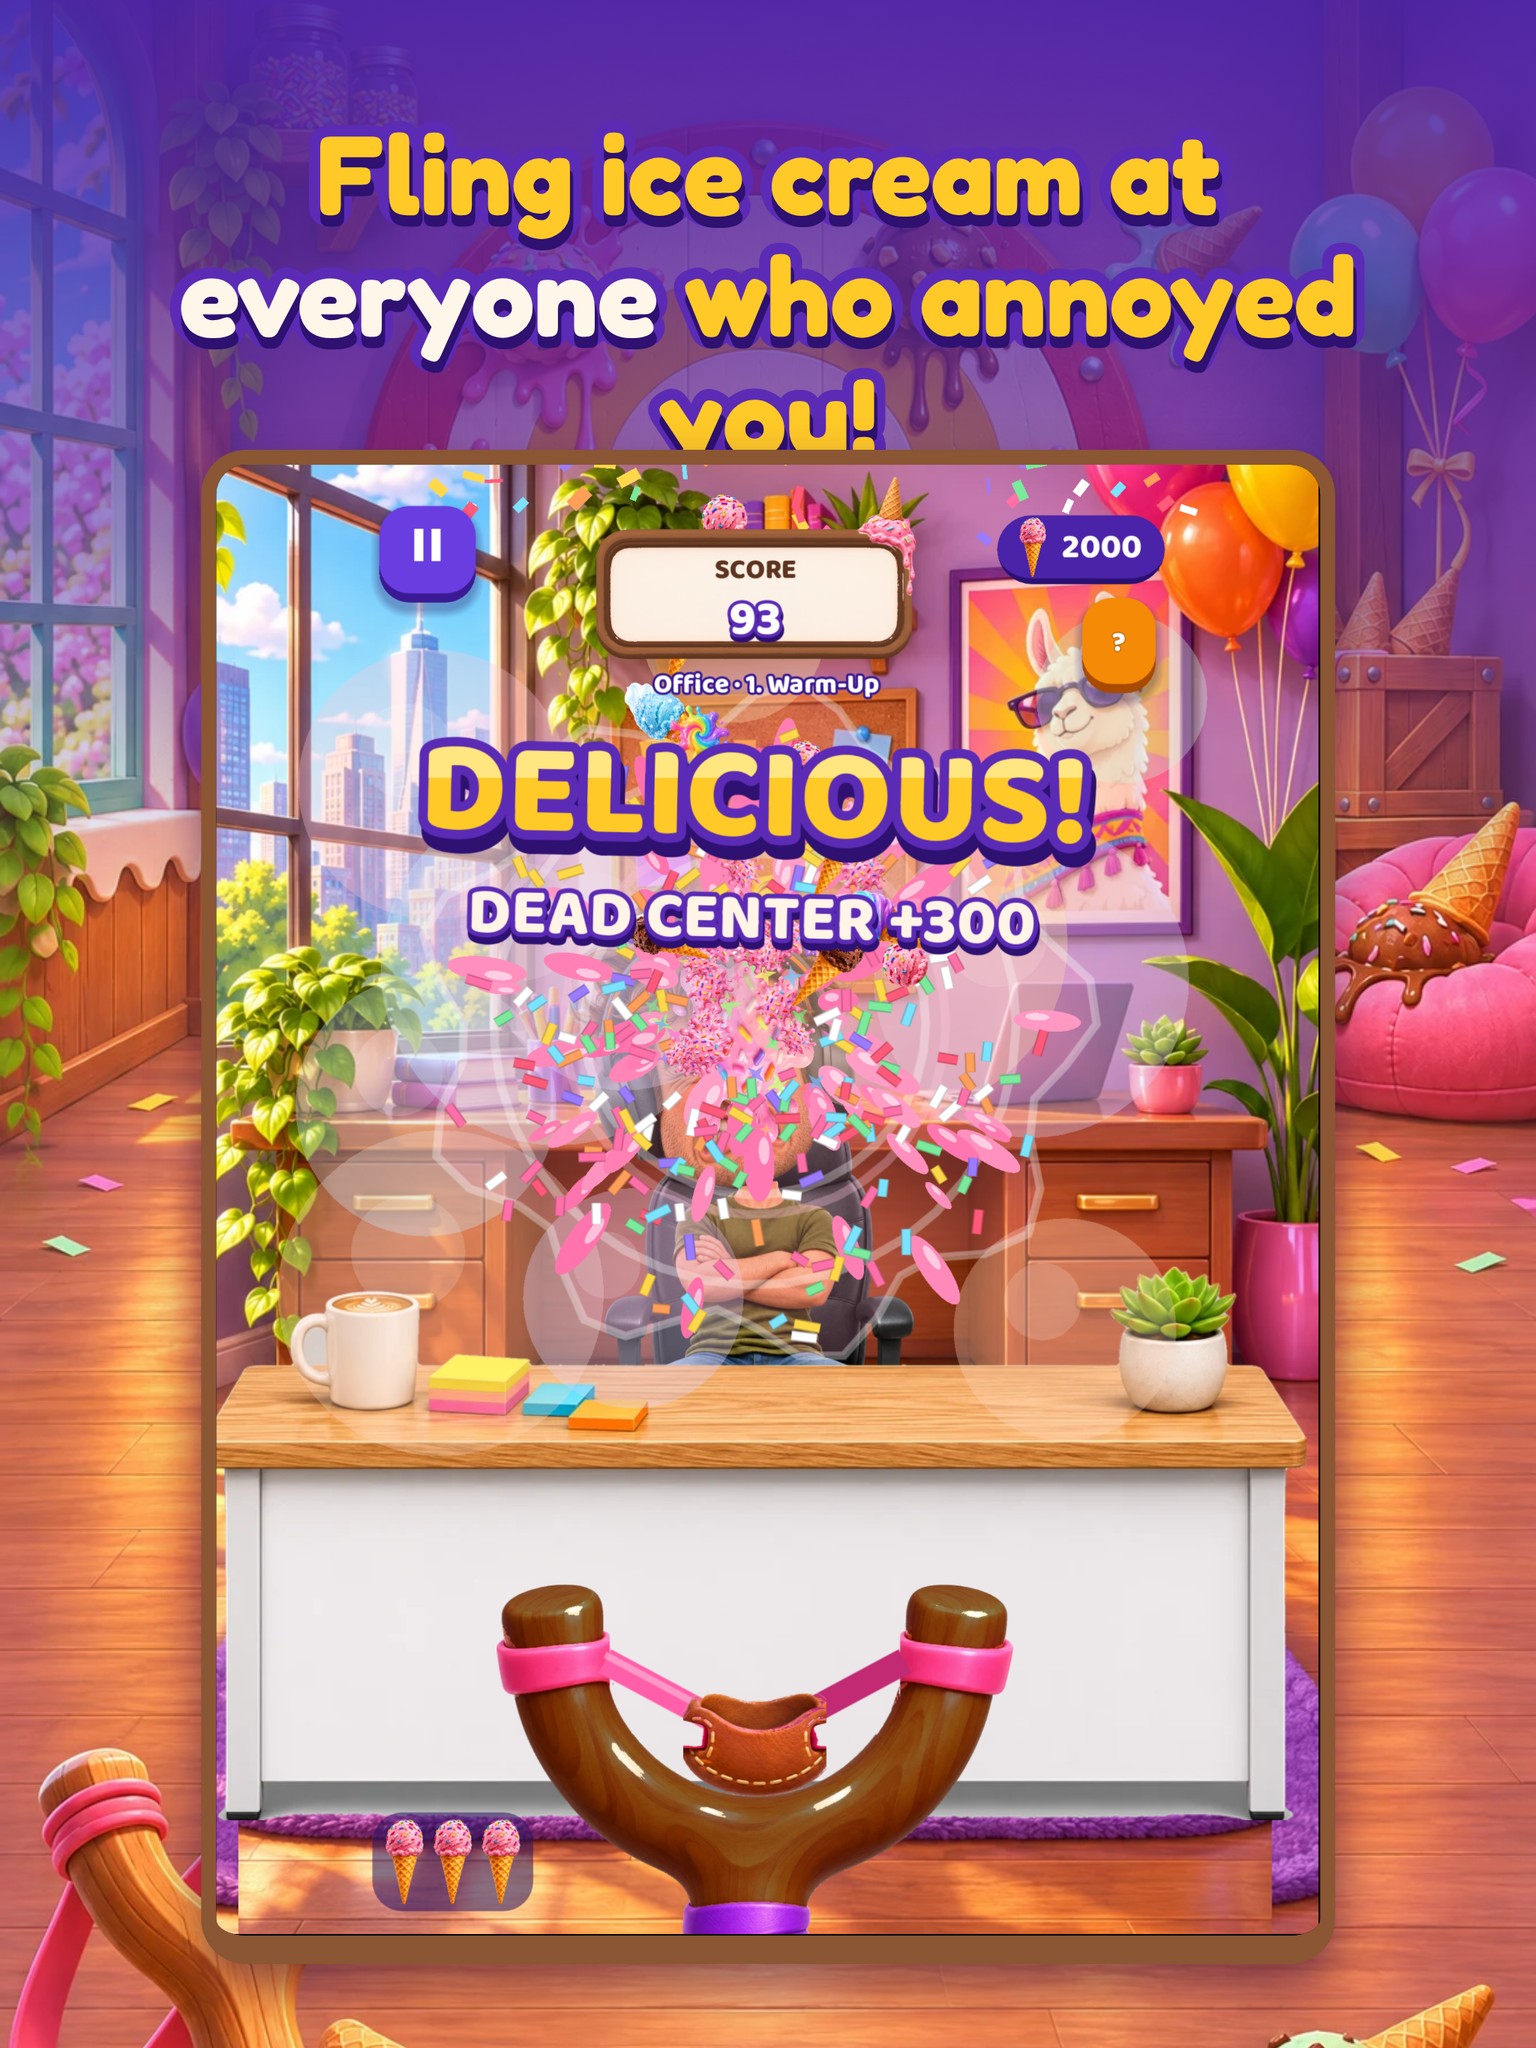 Fling ice cream at
everyone who annoyed
you!
SCORE
2000
93
?
Office · 1. Warm-Up
DELICIOUS!
DEAD CENTER +300